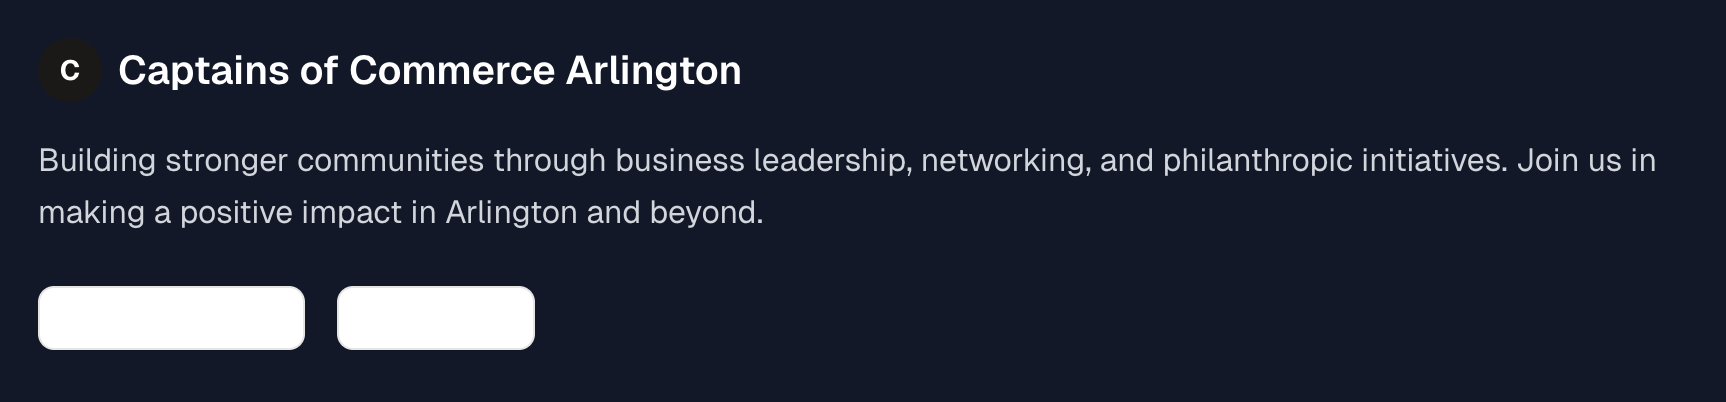 C
Captains of Commerce Arlington
Building stronger communities through business leadership, networking, and philanthropic initiatives. Join us in
making a positive impact in Arlington and beyond.